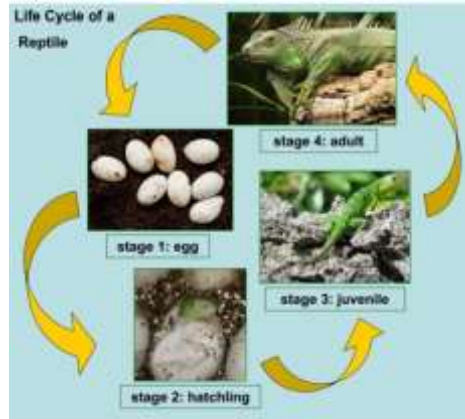 Life Cycle of a
Reptile
stage 4: adult
stage 1: egg
stage 3: juvenile
stage 2: hatchling